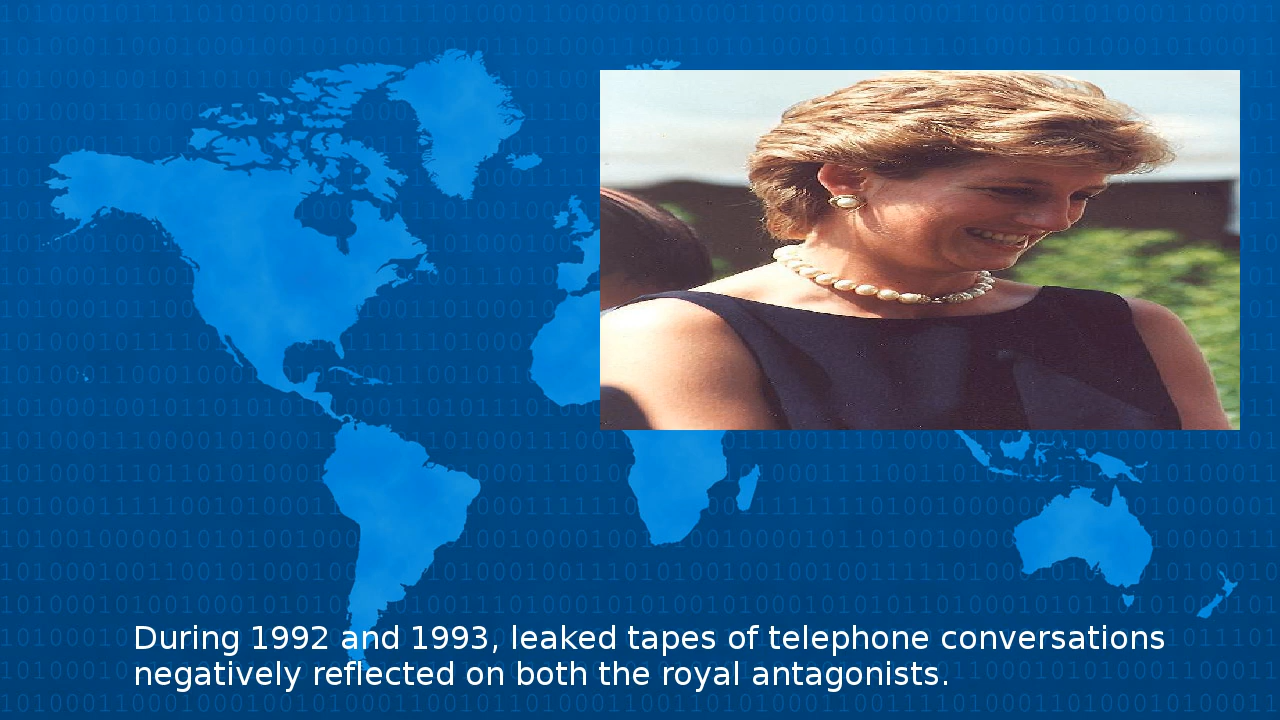 During 1992 and 1993, leaked tapes of telephone conversations
negatively reflected on both the royal antagonists.